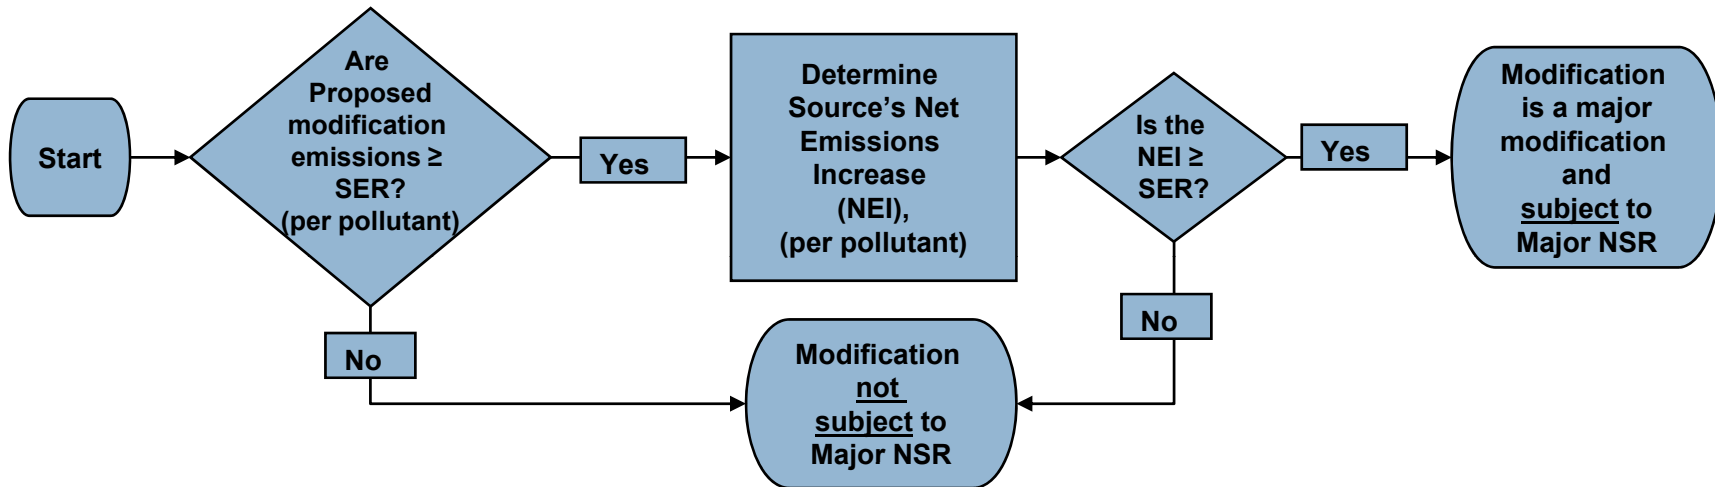 Start
Are
Proposed
modification
emissions ≥
SER?
(per pollutant)
Yes
No
Determine
Source’s Net
Emissions
Increase
(NEI),
(per pollutant)
Is the
NEI ≥
SER?
Yes
No
Modification
is a major
modification
and
subject to
Major NSR
Modification
not
subject to
Major NSR